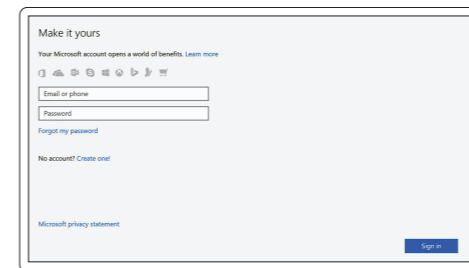 Make it yours
Your Microsoft account opens a world of benefits. Learn more
Email or phone
Password
Forgot my password
No account? Create one!
Microsoft privacy statement
Sign in